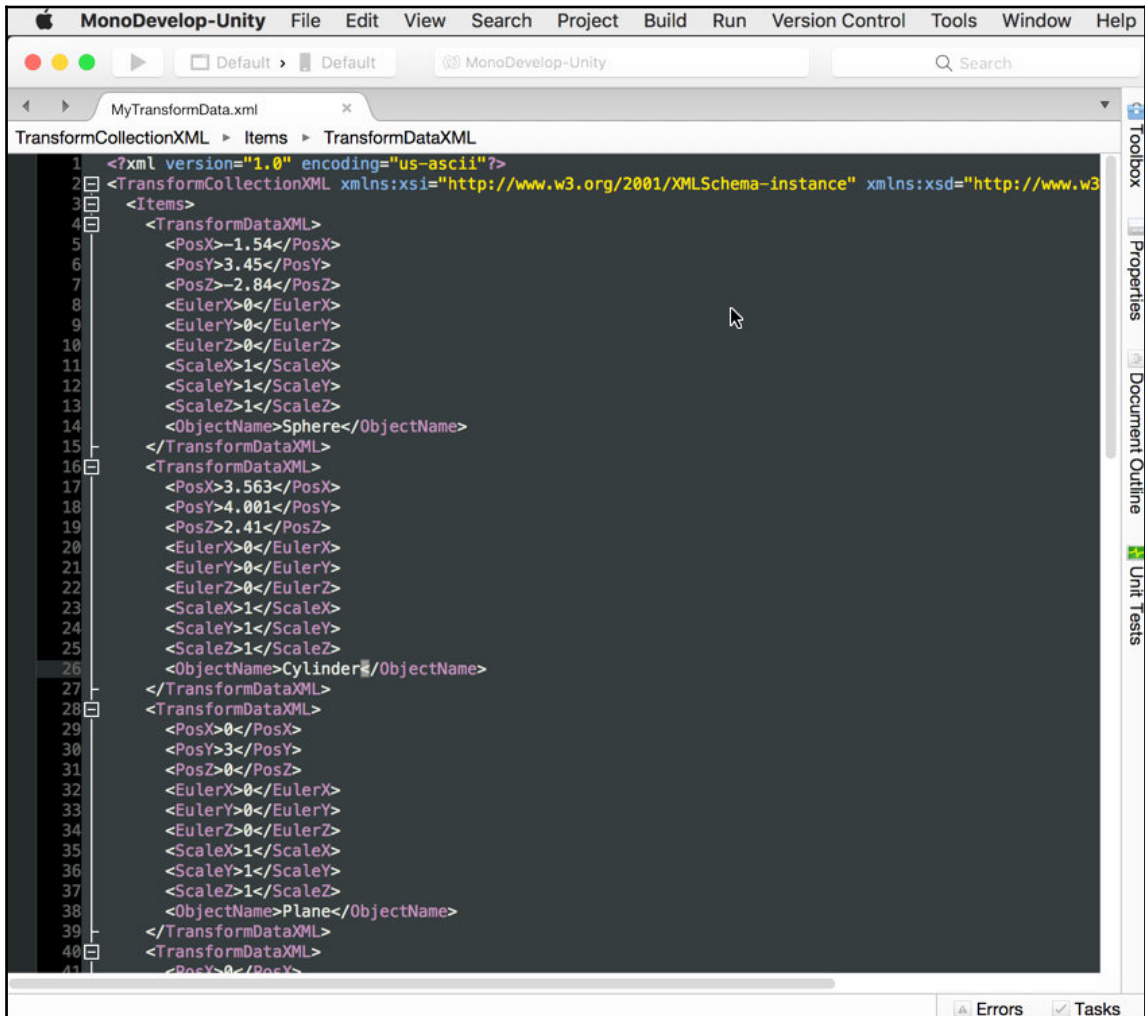 MonoDevelop-Unity File Edit View Search Project Build Run Version Control Tools Window Help
Default › Default MonoDevelop-Unity Search
MyTransformData.xml
TransformCollectionXML ▸ Items ▸ TransformDataXML
1 <?xml version="1.0" encoding="us-ascii"?>
2 <TransformCollectionXML xmlns:xsi="http://www.w3.org/2001/XMLSchema-instance" xmlns:xsd="http://www.w3
3 <Items>
4 <TransformDataXML>
5 <PosX>-1.54</PosX>
6 <PosY>3.45</PosY>
7 <PosZ>-2.84</PosZ>
8 <EulerX>0</EulerX>
9 <EulerY>0</EulerY>
10 <EulerZ>0</EulerZ>
11 <ScaleX>1</ScaleX>
12 <ScaleY>1</ScaleY>
13 <ScaleZ>1</ScaleZ>
14 <ObjectName>Sphere</ObjectName>
15 </TransformDataXML>
16 <TransformDataXML>
17 <PosX>3.563</PosX>
18 <PosY>4.001</PosY>
19 <PosZ>2.41</PosZ>
20 <EulerX>0</EulerX>
21 <EulerY>0</EulerY>
22 <EulerZ>0</EulerZ>
23 <ScaleX>1</ScaleX>
24 <ScaleY>1</ScaleY>
25 <ScaleZ>1</ScaleZ>
26 <ObjectName>Cylinder</ObjectName>
27 </TransformDataXML>
28 <TransformDataXML>
29 <PosX>0</PosX>
30 <PosY>3</PosY>
31 <PosZ>0</PosZ>
32 <EulerX>0</EulerX>
33 <EulerY>0</EulerY>
34 <EulerZ>0</EulerZ>
35 <ScaleX>1</ScaleX>
36 <ScaleY>1</ScaleY>
37 <ScaleZ>1</ScaleZ>
38 <ObjectName>Plane</ObjectName>
39 </TransformDataXML>
40 <TransformDataXML>
41 <PosX>0</PosX>
Toolbox
Properties
Document Outline
Unit Tests
Errors Tasks